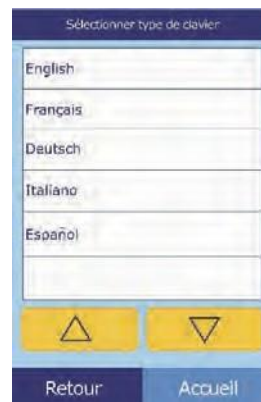 Sélectionner type de clavier
English
Français
Deutsch
Italiano
Español
Retour Accueil